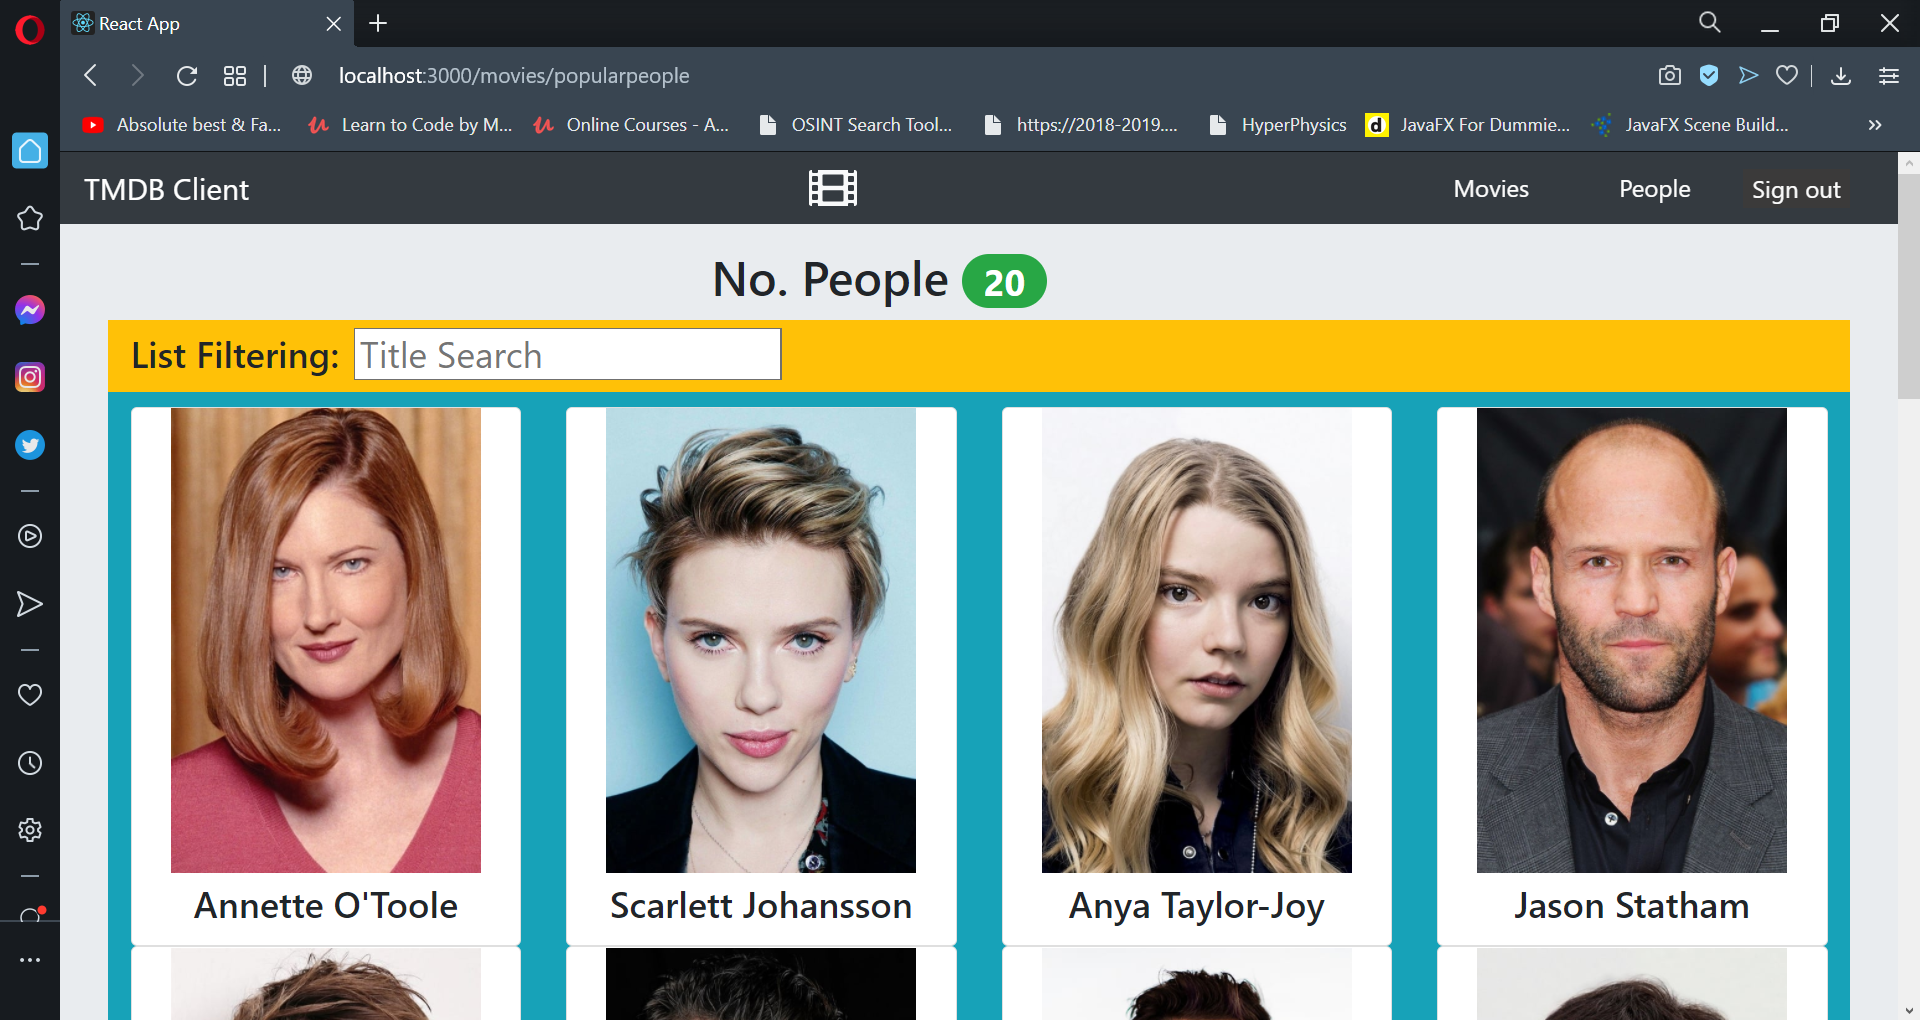 React App
localhost:3000/movies/popularpeople
Absolute best & Fa...
Learn to Code by M...
Online Courses - A...
OSINT Search Tool...
https://2018-2019....
HyperPhysics
d
JavaFX For Dummie...
JavaFX Scene Build...
TMDB Client
Movies
People
Sign out
No. People 20
List Filtering: Title Search
Annette O'Toole
Scarlett Johansson
Anya Taylor-Joy
Jason Statham